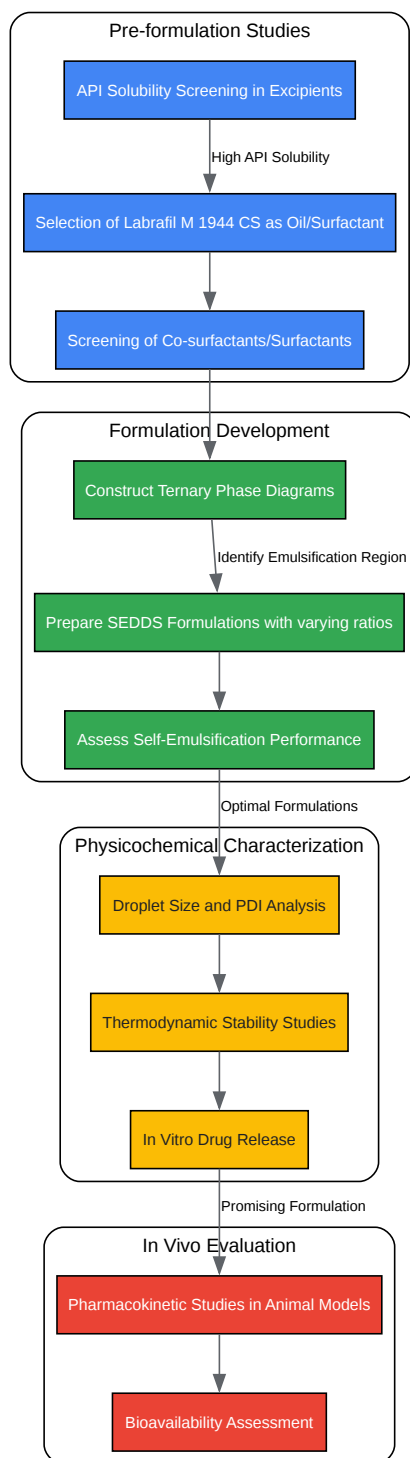 Pre-formulation Studies
API Solubility Screening in Excipients
High API Solubility
Selection of Labrafil M 1944 CS as Oil/Surfactant
Screening of Co-surfactants/Surfactants
Formulation Development
Construct Ternary Phase Diagrams
Identify Emulsification Region
Prepare SEDDS Formulations with varying ratios
Assess Self-Emulsification Performance
Optimal Formulations
Physicochemical Characterization
Droplet Size and PDI Analysis
Thermodynamic Stability Studies
In Vitro Drug Release
Promising Formulation
In Vivo Evaluation
Pharmacokinetic Studies in Animal Models
Bioavailability Assessment